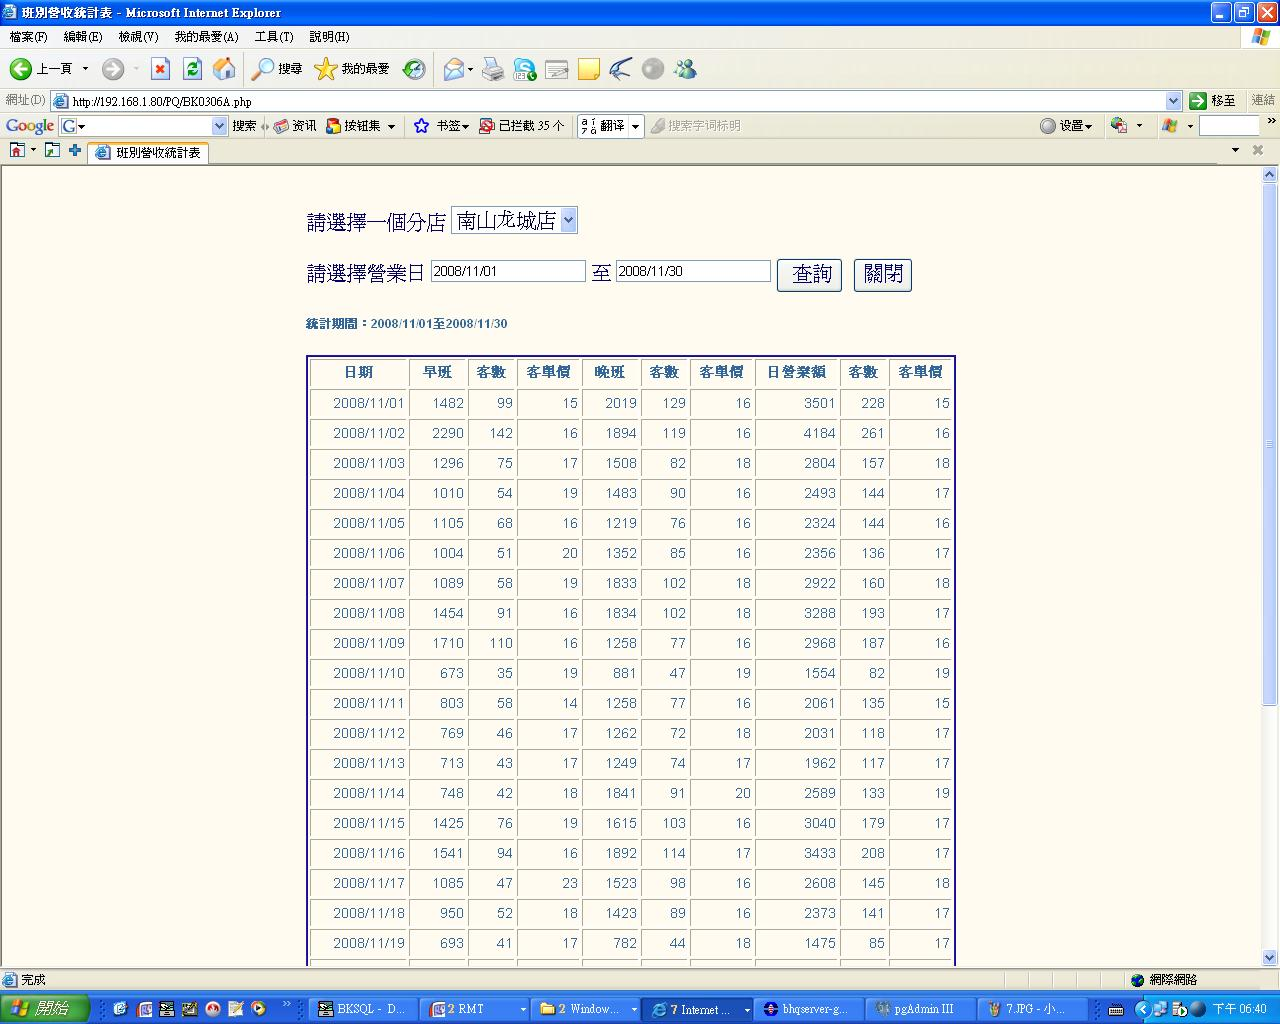 班別營收統計表 - Microsoft Internet Explorer
檔案(F) 編輯(E) 檢視(V) 我的最愛(A) 工具(T) 說明(H)
上一頁 搜尋 我的最愛
網址(D) http://192.168.1.80/PQ/BK0306A.php 移至 連結
Google G 搜索 资讯 按钮集 书签 已拦截 35 个 翻译 搜索字词标明 设置 »
班別營收統計表
請選擇一個分店 南山龙城店
請選擇營業日 2008/11/01 至 2008/11/30 查詢 關閉
統計期間：2008/11/01至2008/11/30
日期 早班 客數 客單價 晚班 客數 客單價 日營業額 客數 客單價
2008/11/01 1482 99 15 2019 129 16 3501 228 15
2008/11/02 2290 142 16 1894 119 16 4184 261 16
2008/11/03 1296 75 17 1508 82 18 2804 157 18
2008/11/04 1010 54 19 1483 90 16 2493 144 17
2008/11/05 1105 68 16 1219 76 16 2324 144 16
2008/11/06 1004 51 20 1352 85 16 2356 136 17
2008/11/07 1089 58 19 1833 102 18 2922 160 18
2008/11/08 1454 91 16 1834 102 18 3288 193 17
2008/11/09 1710 110 16 1258 77 16 2968 187 16
2008/11/10 673 35 19 881 47 19 1554 82 19
2008/11/11 803 58 14 1258 77 16 2061 135 15
2008/11/12 769 46 17 1262 72 18 2031 118 17
2008/11/13 713 43 17 1249 74 17 1962 117 17
2008/11/14 748 42 18 1841 91 20 2589 133 19
2008/11/15 1425 76 19 1615 103 16 3040 179 17
2008/11/16 1541 94 16 1892 114 17 3433 208 17
2008/11/17 1085 47 23 1523 98 16 2608 145 18
2008/11/18 950 52 18 1423 89 16 2373 141 17
2008/11/19 693 41 17 782 44 18 1475 85 17
完成 網際網路
開始 » BKSQL - D... 2 RMT 2 Window... 7 Internet ... bhqserver-g... pgAdmin III 7.JPG - 小... 下午 06:40